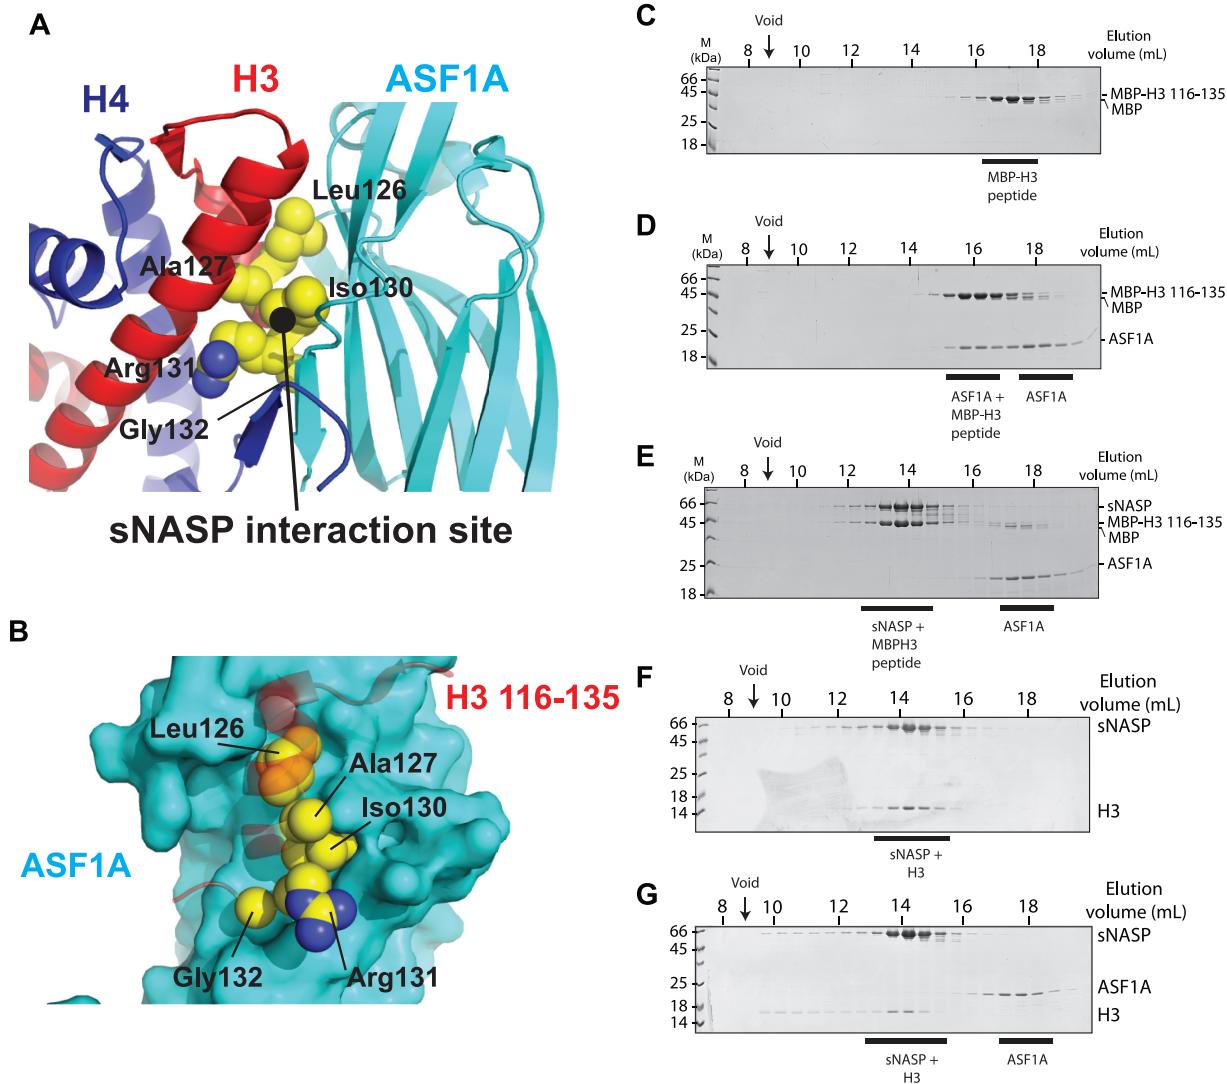 A
H3
ASF1A
H4
Leu126
Ala127
Iso130
Arg131
Gly132
sNASP interaction site
B
H3 116-135
Leu126
Ala127
Iso130
ASF1A
Gly132
Arg131
C
Void
M
(kDa)
8 10 12 14 16 18
Elution
volume (mL)
66
45
25
18
MBP-H3 116-135
MBP
MBP-H3
peptide
D
Void
M
(kDa)
8 10 12 14 16 18
Elution
volume (mL)
66
45
25
18
MBP-H3 116-135
MBP
ASF1A
ASF1A +
MBP-H3
peptide
ASF1A
E
Void
M
(kDa)
8 10 12 14 16 18
Elution
volume (mL)
66
45
25
18
sNASP
MBP-H3 116-135
MBP
ASF1A
sNASP +
MBPH3
peptide
ASF1A
F
Void
8 10 12 14 16 18
Elution
volume (mL)
66
45
25
18
14
sNASP
H3
sNASP +
H3
G
Void
8 10 12 14 16 18
Elution
volume (mL)
66
45
25
18
14
sNASP
ASF1A
H3
sNASP +
H3
ASF1A